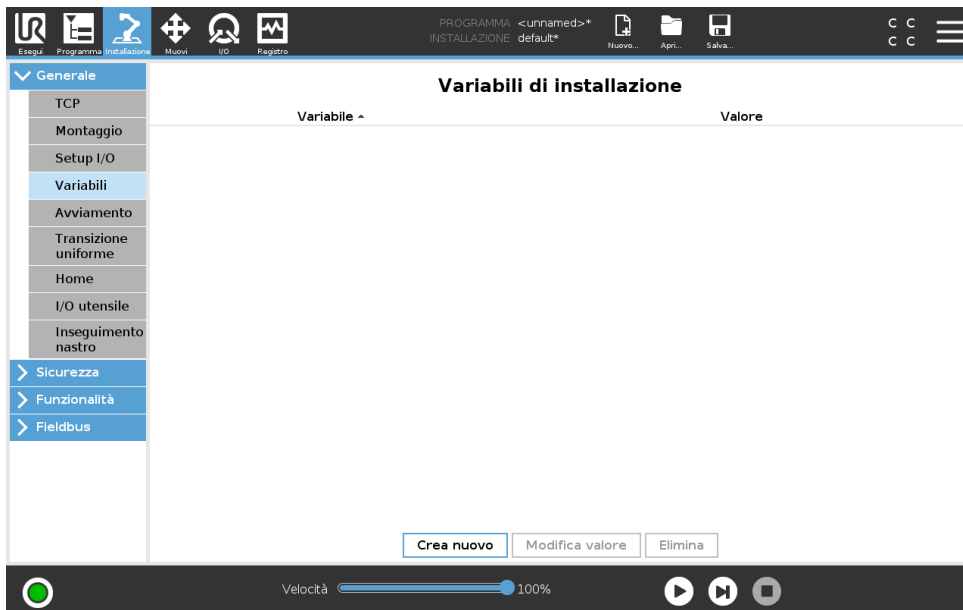 UR
PROGRAMMA <unnamed>*
INSTALLAZIONE default*
Esegui Programma Installazione Muovi I/O Registro
Nuovo... Apri... Salva...
C C
C C
Generale
TCP
Montaggio
Setup I/O
Variabili
Avviamento
Transizione
uniforme
Home
I/O utensile
Inseguimento
nastro
Sicurezza
Funzionalità
Fieldbus
Variabili di installazione
Variabile Valore
Crea nuovo Modifica valore Elimina
Velocità 100%